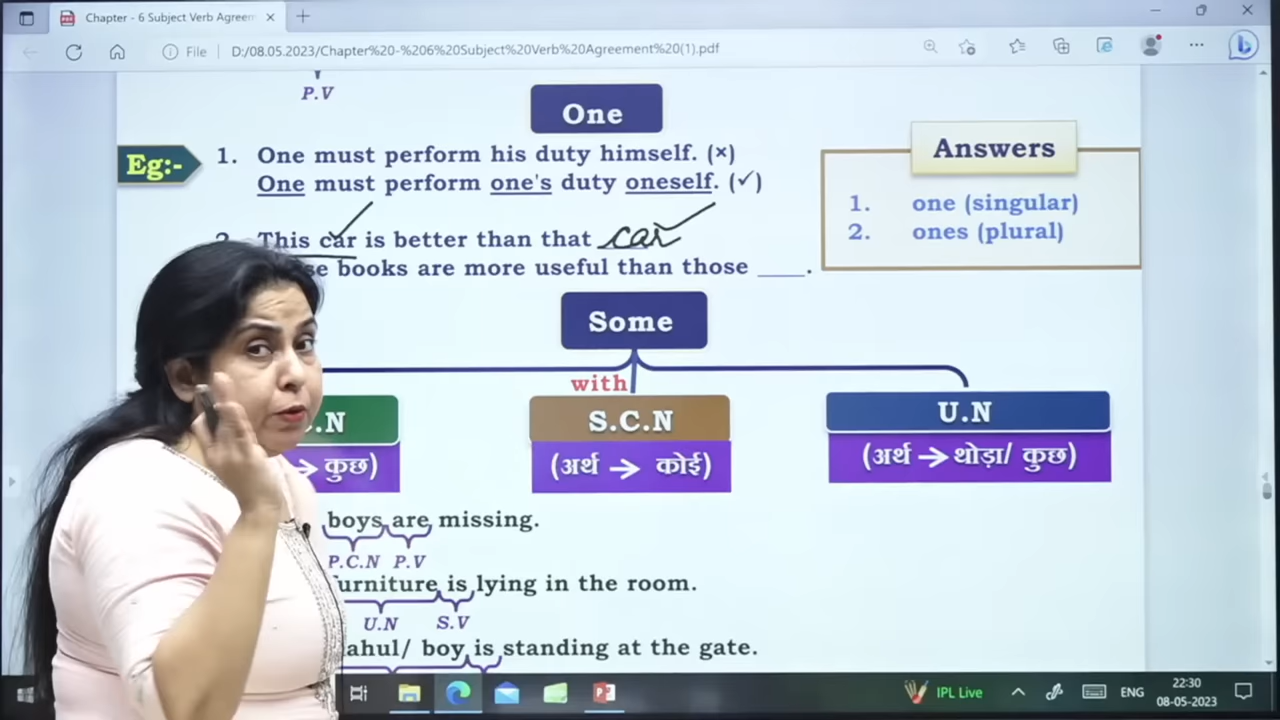 Chapter - 6 Subject Verb Agreem
File | D:/08.05.2023/Chapter%20-%206%20Subject%20Verb%20Agreement%20(1).pdf
P.V
One
Eg:-
1. One must perform his duty himself. (×)
One must perform one's duty oneself. (✓)
This car is better than that car
books are more useful than those ____.
Answers
1. one (singular)
2. ones (plural)
Some
with
.N
S.C.N
U.N
→ कुछ)
(अर्थ → कोई)
(अर्थ → थोड़ा/ कुछ)
boys are missing.
P.C.N P.V
furniture is lying in the room.
U.N S.V
ahul/ boy is standing at the gate.
IPL Live
ENG
22:30
08-05-2023